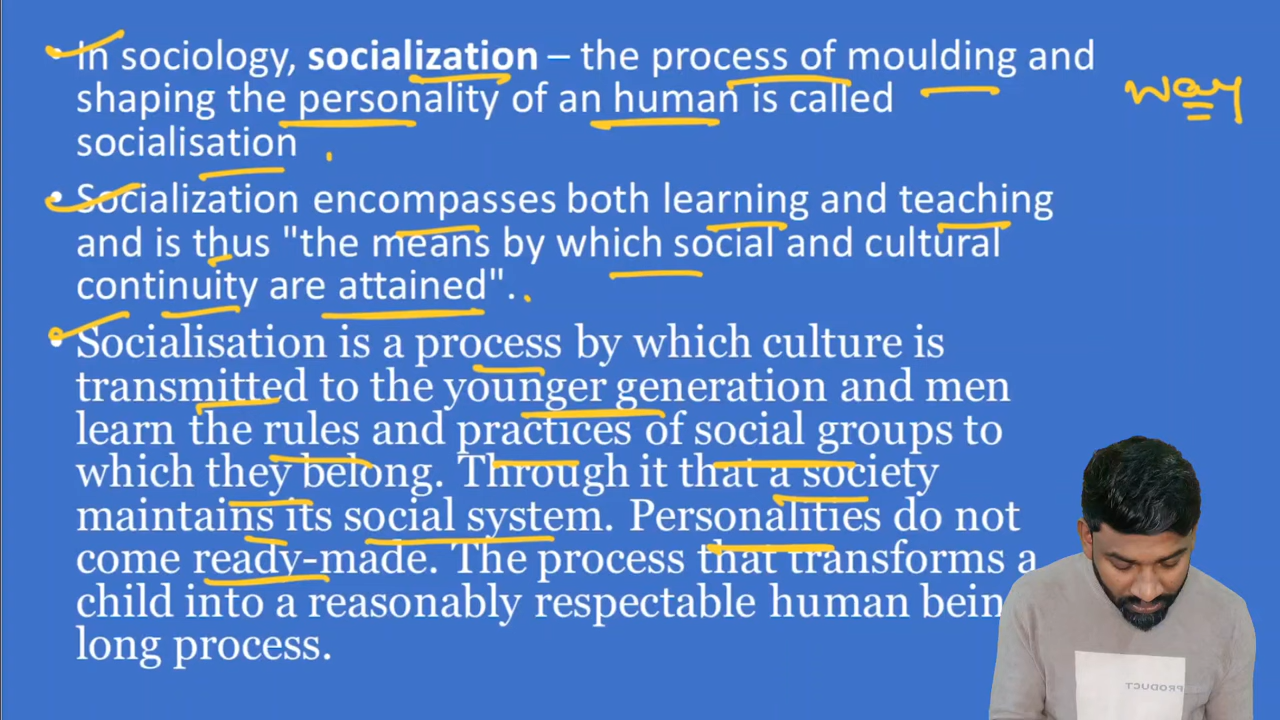 • In sociology, socialization – the process of moulding and
shaping the personality of an human is called
socialisation
way
• Socialization encompasses both learning and teaching
and is thus "the means by which social and cultural
continuity are attained".
• Socialisation is a process by which culture is
transmitted to the younger generation and men
learn the rules and practices of social groups to
which they belong. Through it that a society
maintains its social system. Personalities do not
come ready-made. The process that transforms a
child into a reasonably respectable human bein
long process.
PRODUCT